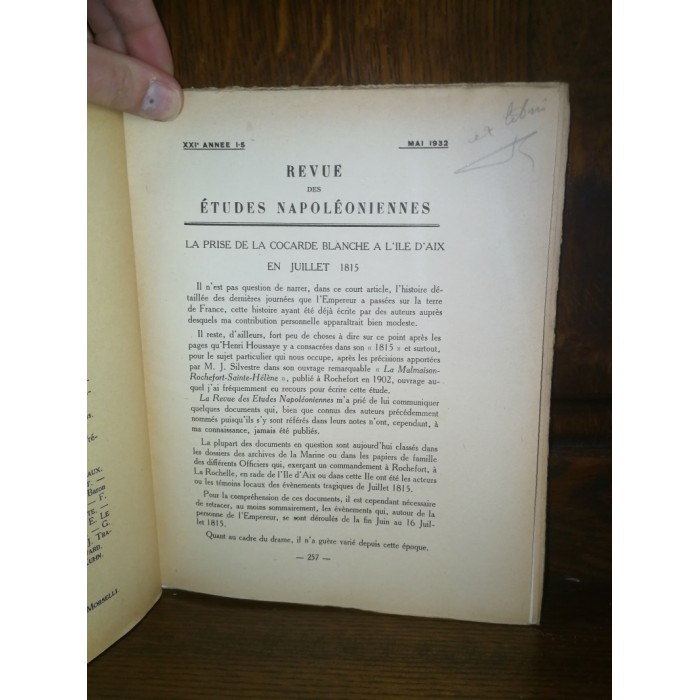 XXIᵉ ANNEE I-5
MAI 1932
REVUE
DES
ÉTUDES NAPOLÉONIENNES
LA PRISE DE LA COCARDE BLANCHE A L'ILE D'AIX
EN JUILLET 1815
Il n'est pas question de narrer, dans ce court article, l'histoire dé-
taillée des dernières journées que l'Empereur a passées sur la terre
de France, cette histoire ayant été déjà écrite par des auteurs auprès
desquels ma contribution personnelle apparaîtrait bien modeste.
Il reste, d'ailleurs, fort peu de choses à dire sur ce point après les
pages qu'Henri Houssaye y a consacrées dans son « 1815 » et surtout,
pour le sujet particulier qui nous occupe, après les précisions apportées
par M. J. Silvestre dans son ouvrage remarquable « La Malmaison-
Rochefort-Sainte-Hélène », publié à Rochefort en 1902, ouvrage au-
quel j'ai fréquemment eu recours pour écrire cette étude.
La Revue des Etudes Napoléoniennes m'a prié de lui communiquer
quelques documents qui, bien que connus des auteurs précédemment
nommés puisqu'ils s'y sont référés dans leurs notes n'ont, cependant, à
ma connaissance, jamais été publiés.
La plupart des documents en question sont aujourd'hui classés dans
les dossiers des archives de la Marine ou dans les papiers de famille
des différents Officiers qui, exerçant un commandement à Rochefort, à
La Rochelle, en rade de l'Ile d'Aix ou dans cette Ile ont été les acteurs
ou les témoins locaux des évènements tragiques de Juillet 1815.
Pour la compréhension de ces documents, il est cependant nécessaire
de retracer, au moins sommairement, les évènements qui, autour de la
personne de l'Empereur, se sont déroulés de la fin Juin au 16 Juil-
let 1815.
Quant au cadre du drame, il n'a guère varié depuis cette époque.
— 257 —
AUX.
Baron
— F.
E. LE
— G.
J. TRA-
MORSELLI.